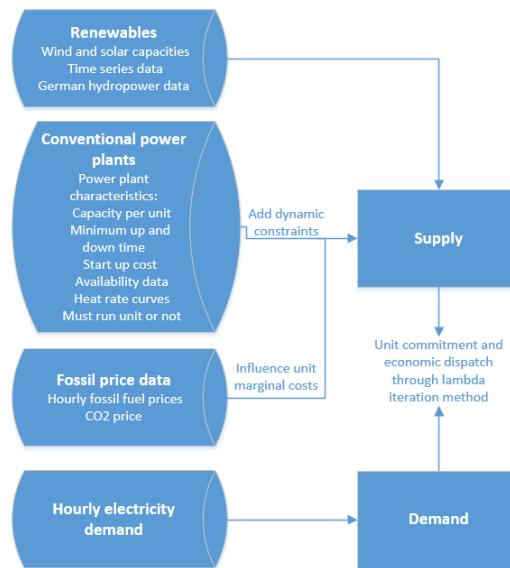 Renewables
Wind and solar capacities
Time series data
German hydropower data
Conventional power
plants
Power plant
characteristics:
Capacity per unit
Minimum up and
down time
Start up cost
Availability data
Heat rate curves
Must run unit or not
Add dynamic
constraints
Supply
Unit commitment and
economic dispatch
through lambda
iteration method
Fossil price data
Hourly fossil fuel prices
CO2 price
Influence unit
marginal costs
Hourly electricity
demand
Demand